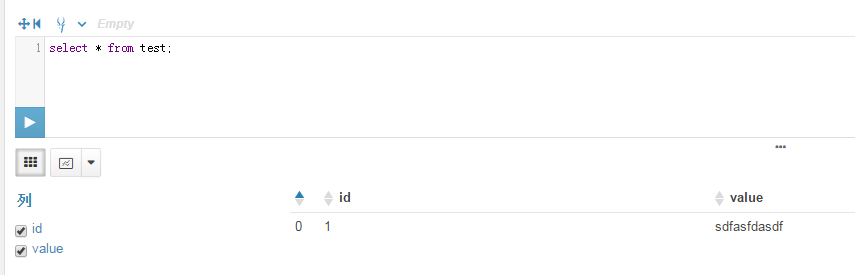 Empty
1 select * from test;
列
id
value
id value
0 1 sdfasfdasdf